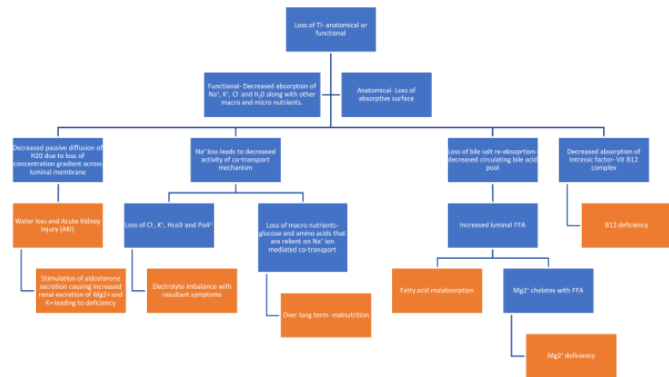 Loss of TI- anatomical or
functional
Functional- Decreased absorption of
Na⁺, K⁺, Cl⁻ and H₂0 along with other
macro and micro nutrients.
Anatomical- Loss of
absorptive surface
Decreased passive diffusion of
H2O due to loss of
concentration gradient across
luminal membrane
Na⁺ loss leads to decreased
activity of co-transport
mechanism
Loss of bile salt re-absorption-
decreased circulating bile acid
pool
Decreased absorption of
Intrinsic factor- Vit B12
complex
Water loss and Acute Kidney
Injury (AKI)
Loss of Cl⁻, K⁺, Hco3 and Po4²
Loss of macro nutrients-
glucose and amino acids that
are reliant on Na⁺ ion
mediated co-transport
Increased luminal FFA
B12 deficiency
Stimulation of aldosterone
secretion causing increased
renal excretion of Mg2+ and
K+ leading to deficiency
Electrolyte imbalance with
resultant symptoms
Over long term- malnutrition
Fatty acid malabsorption
Mg²⁺ chelates with FFA
Mg²⁺ deficiency